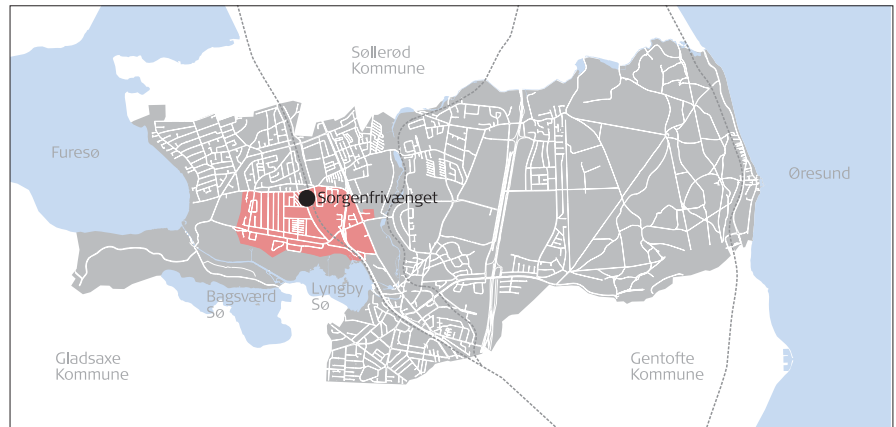 Søllerød
Kommune
Furesø
Øresund
Sorgenfrivænget
Bagsværd
Sø
Lyngby
Sø
Gladsaxe
Kommune
Gentofte
Kommune